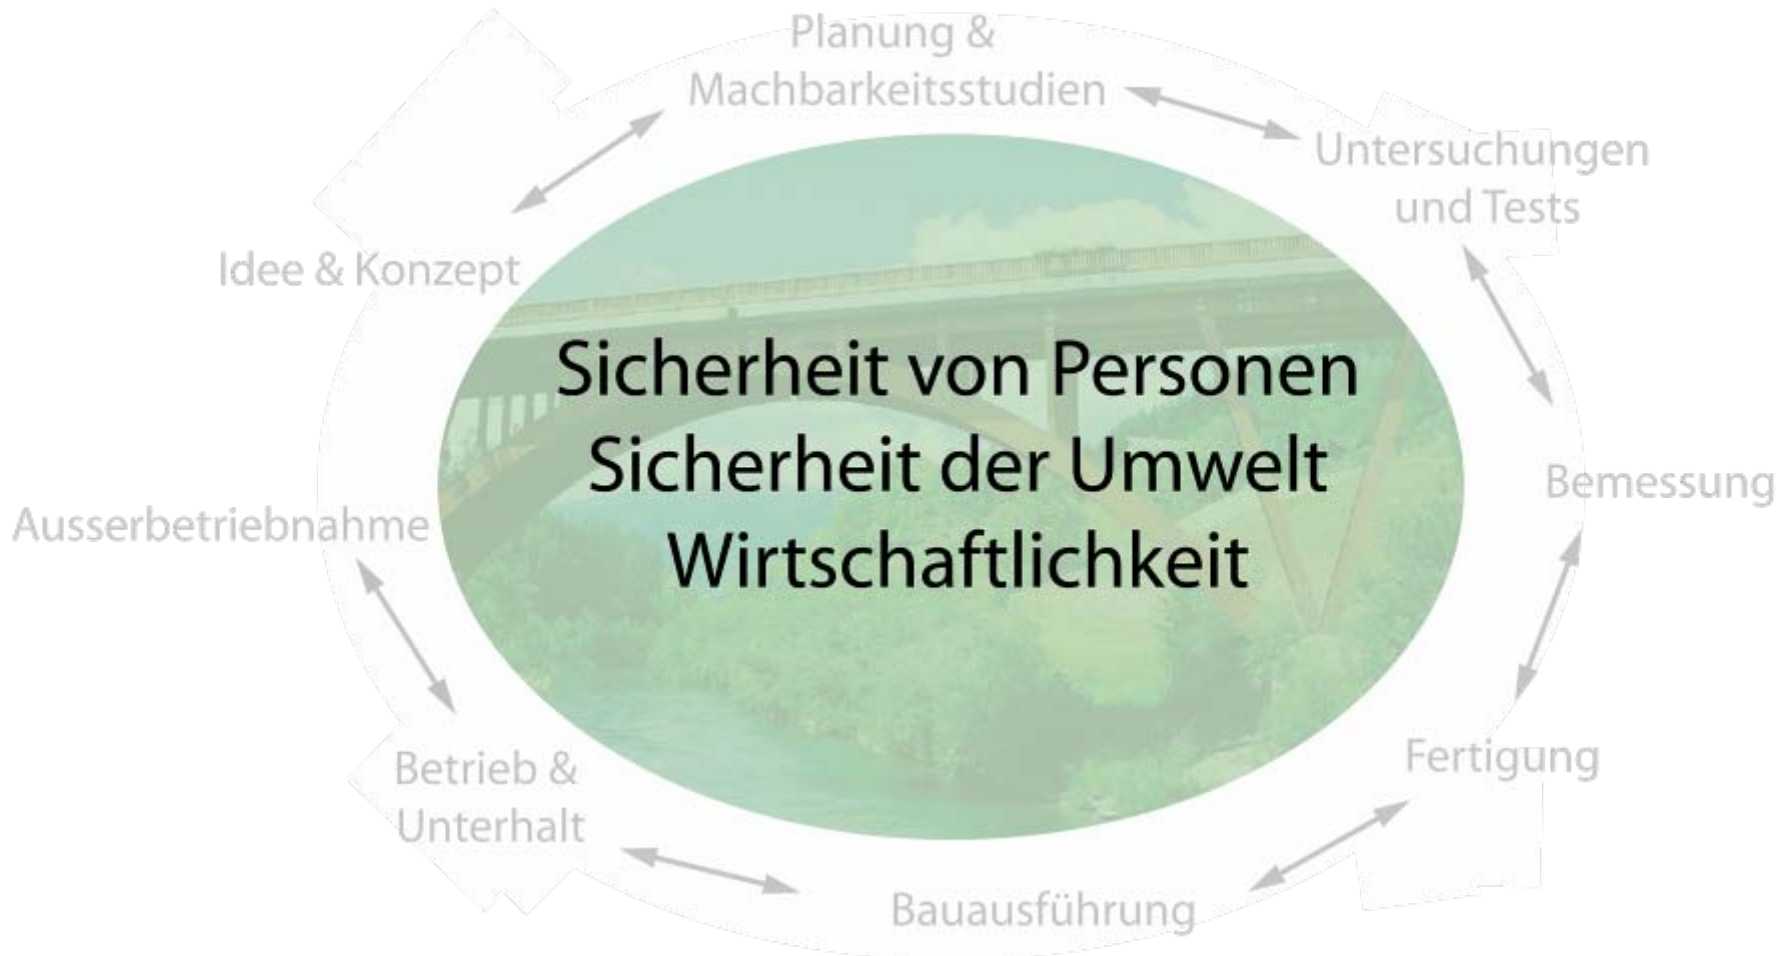 Planung &
Machbarkeitsstudien
Untersuchungen
und Tests
Idee & Konzept
Sicherheit von Personen
Sicherheit der Umwelt
Wirtschaftlichkeit
Bemessung
Ausserbetriebnahme
Fertigung
Betrieb &
Unterhalt
Bauausführung